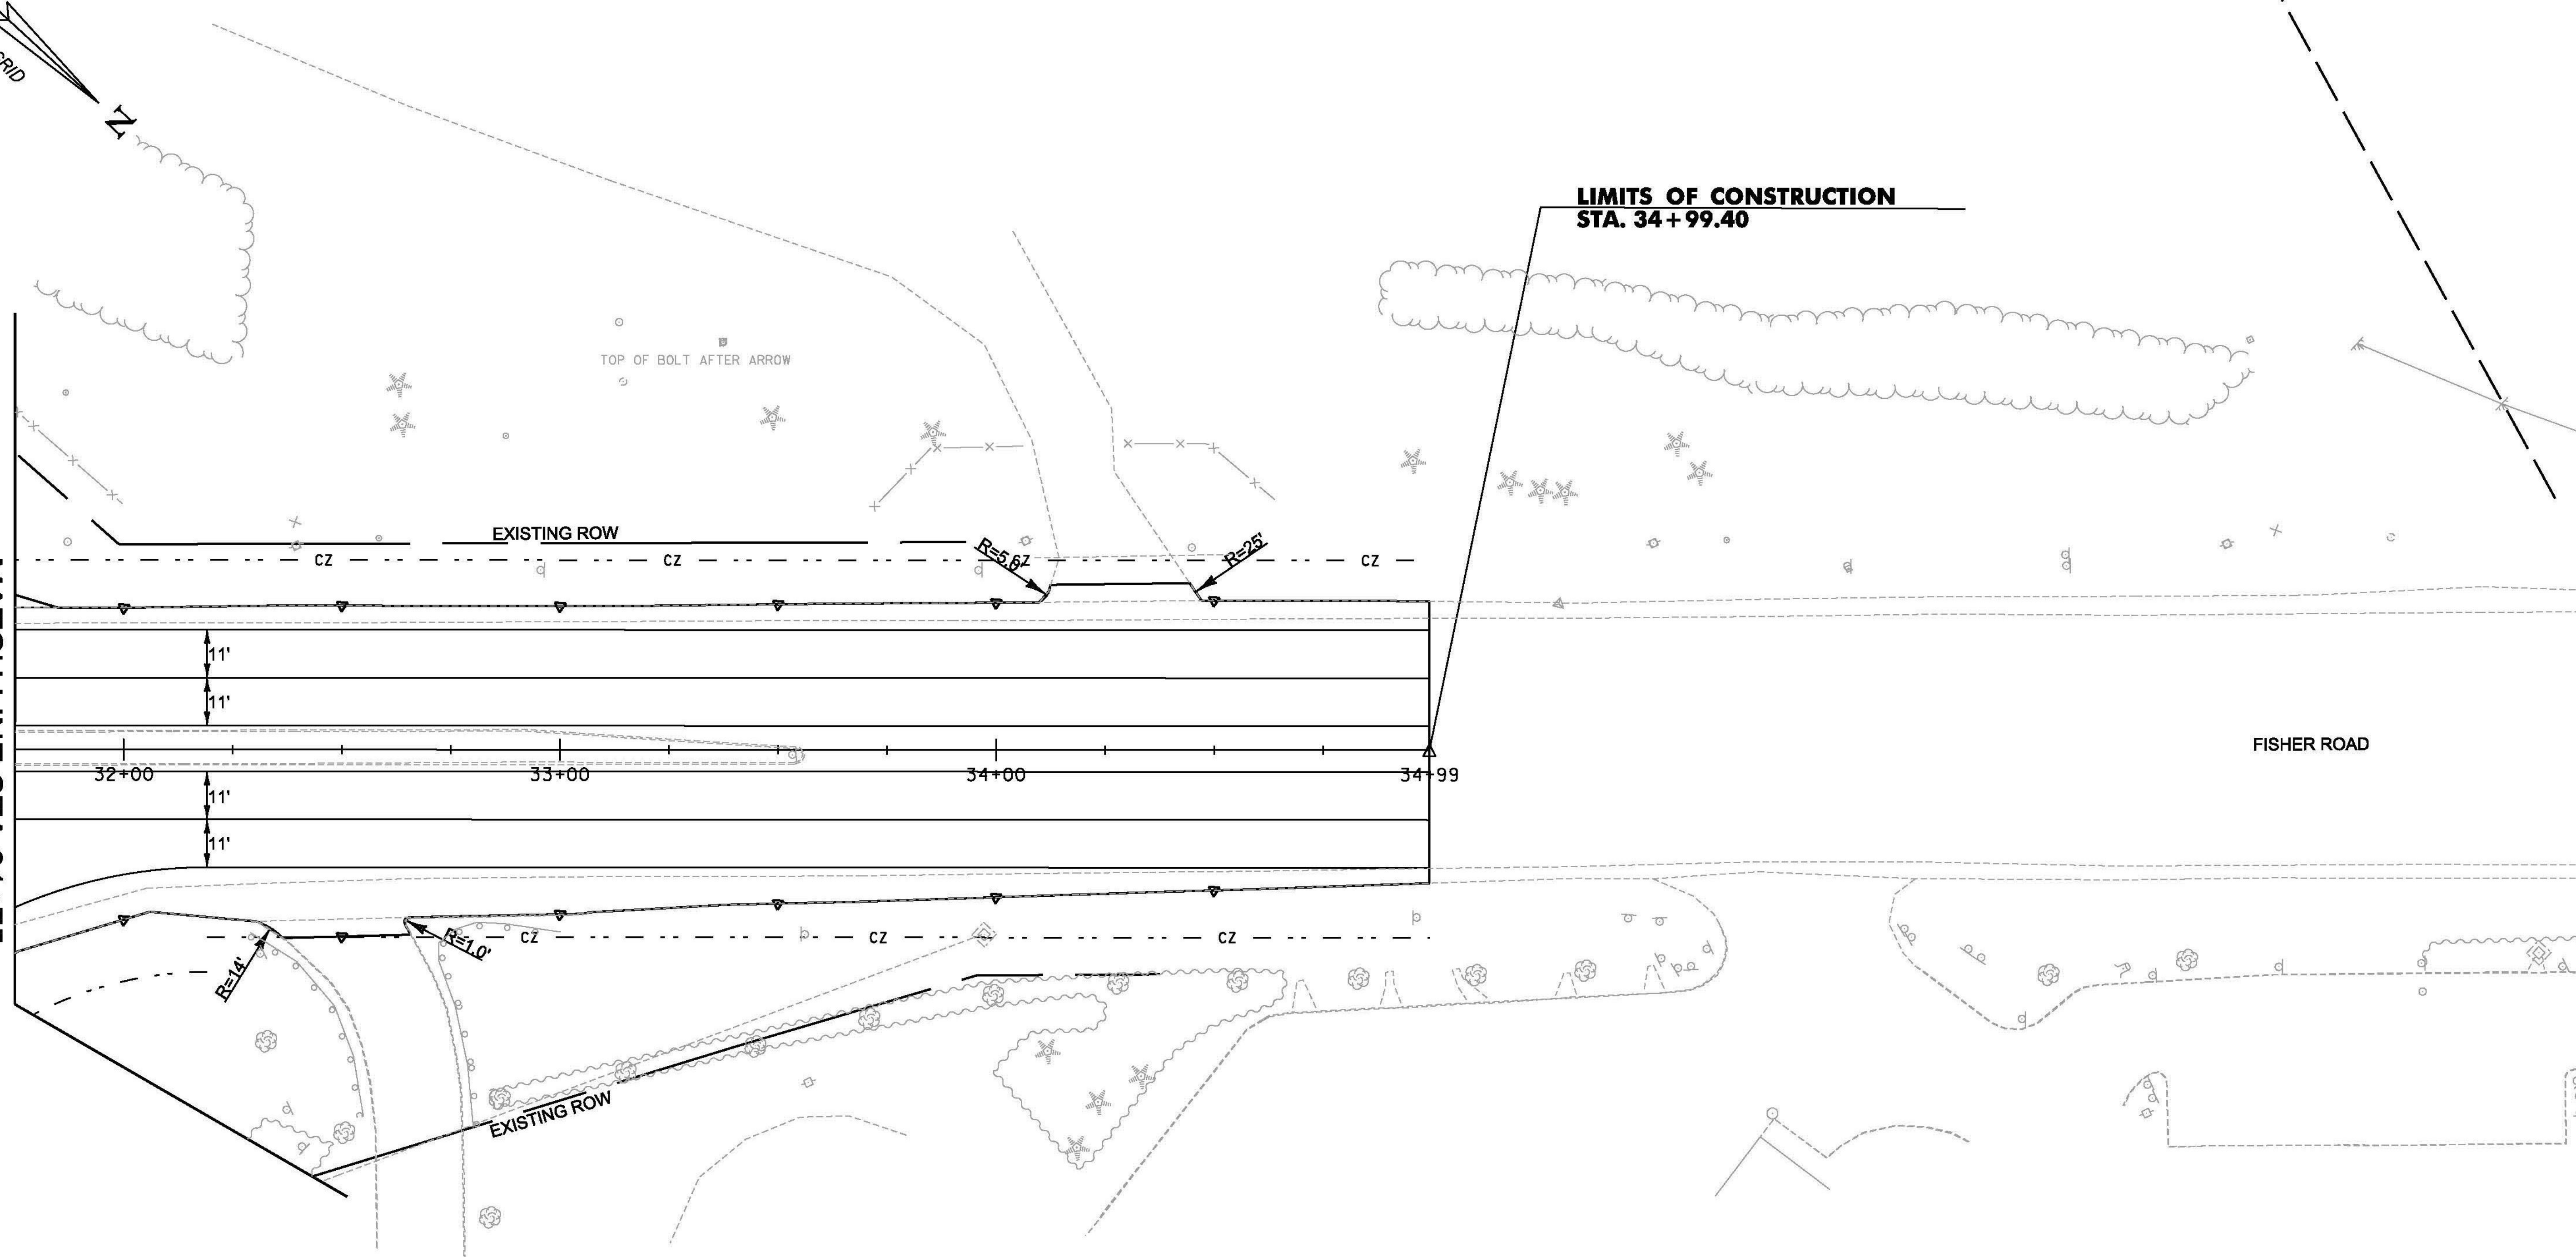 GRID
N
LIMITS OF CONSTRUCTION
STA. 34+99.40
TOP OF BOLT AFTER ARROW
EXISTING ROW
CZ
CZ
R=5.6'
CZ
R=25'
CZ
11'
11'
FISHER ROAD
32+00
33+00
34+00
34+99
11'
11'
R=14'
R=1.0'
CZ
CZ
CZ
EXISTING ROW